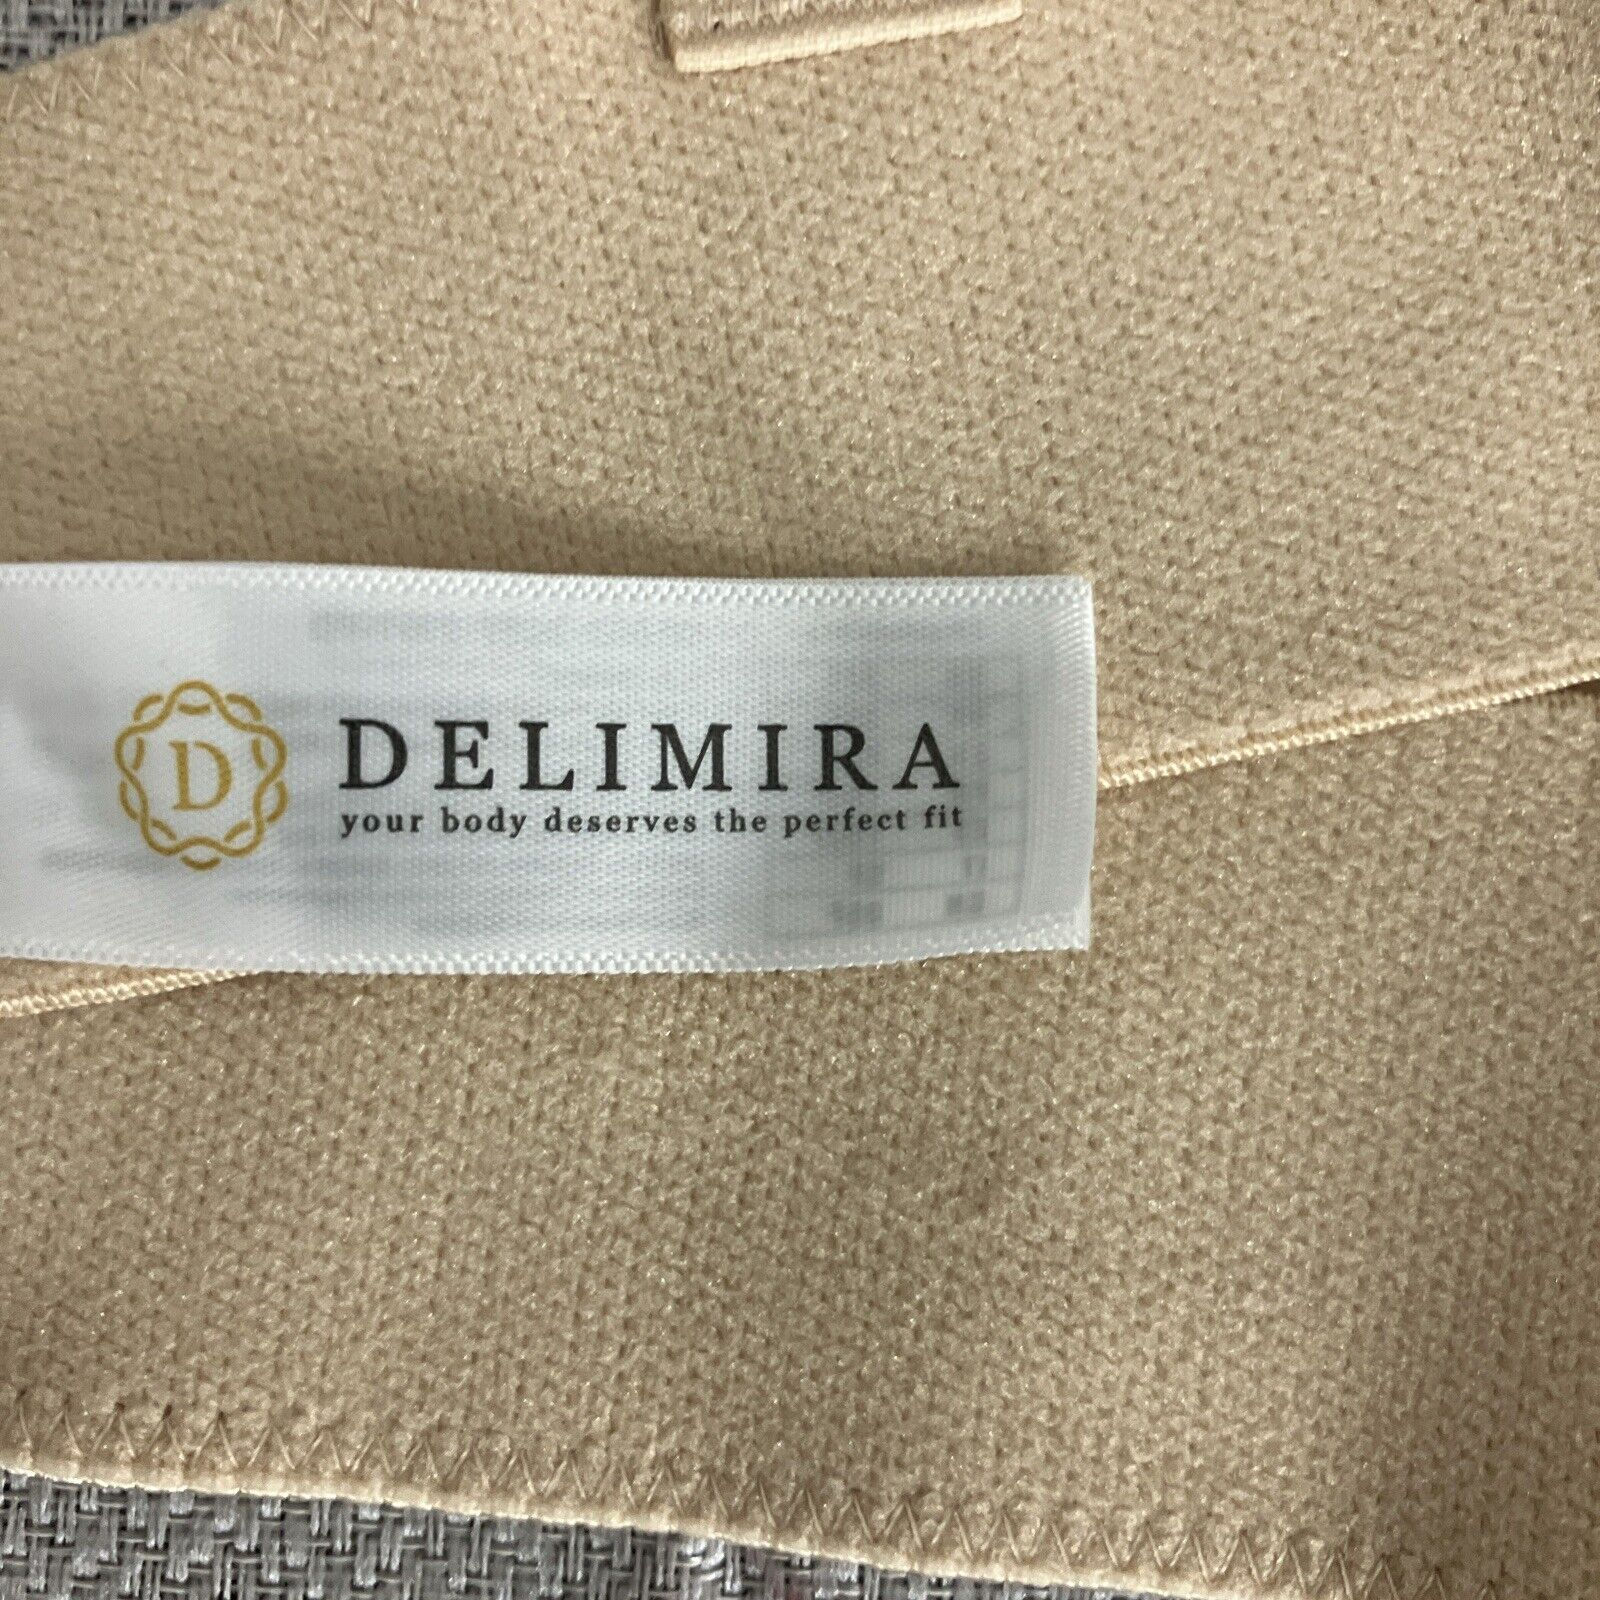 D
DELIMIRA
your body deserves the perfect fit